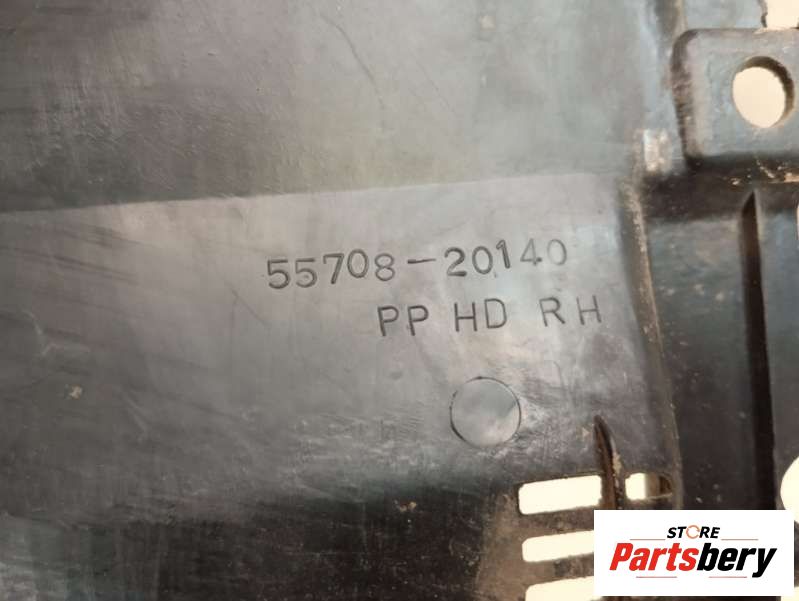 55708-20140
PP HD RH
STORE
Partsbery